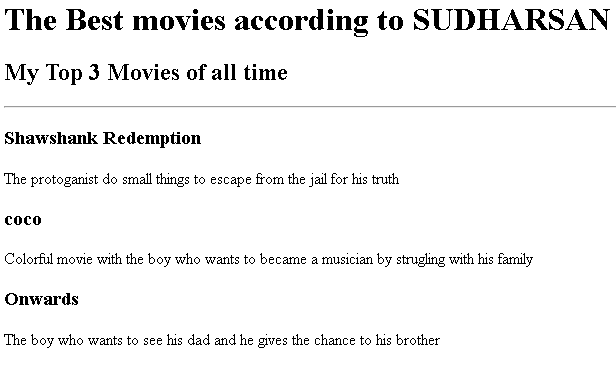 The Best movies according to SUDHARSAN
My Top 3 Movies of all time
Shawshank Redemption
The protoganist do small things to escape from the jail for his truth
coco
Colorful movie with the boy who wants to became a musician by strugling with his family
Onwards
The boy who wants to see his dad and he gives the chance to his brother